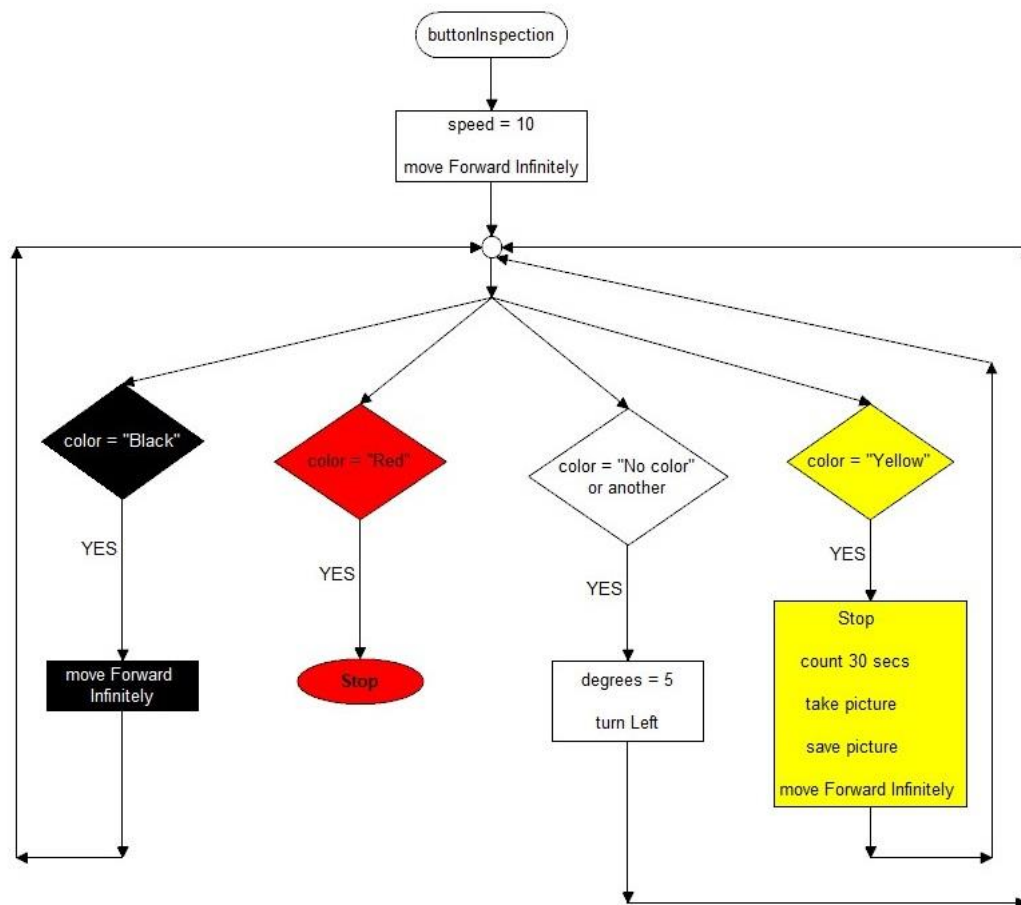 buttonInspection
speed = 10
move Forward Infinitely
color = "Black"
color = "Red"
color = "No color"
or another
color = "Yellow"
YES
YES
YES
YES
move Forward
Infinitely
Stop
degrees = 5
turn Left
Stop
count 30 secs
take picture
save picture
move Forward Infinitely